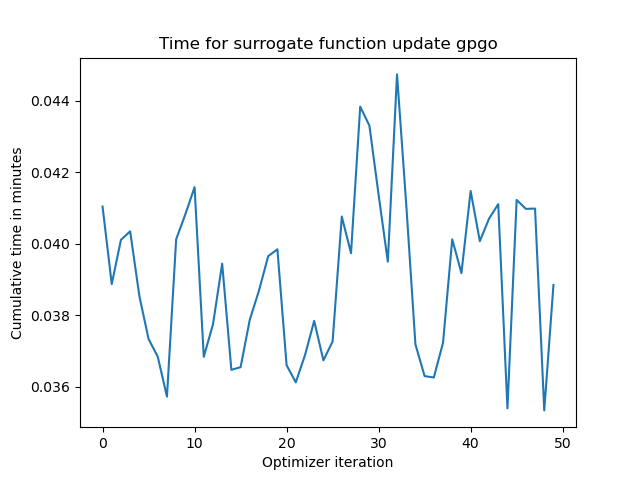 Time for surrogate function update gpgo
Cumulative time in minutes
0.044
0.042
0.040
0.038
0.036
0 10 20 30 40 50
Optimizer iteration